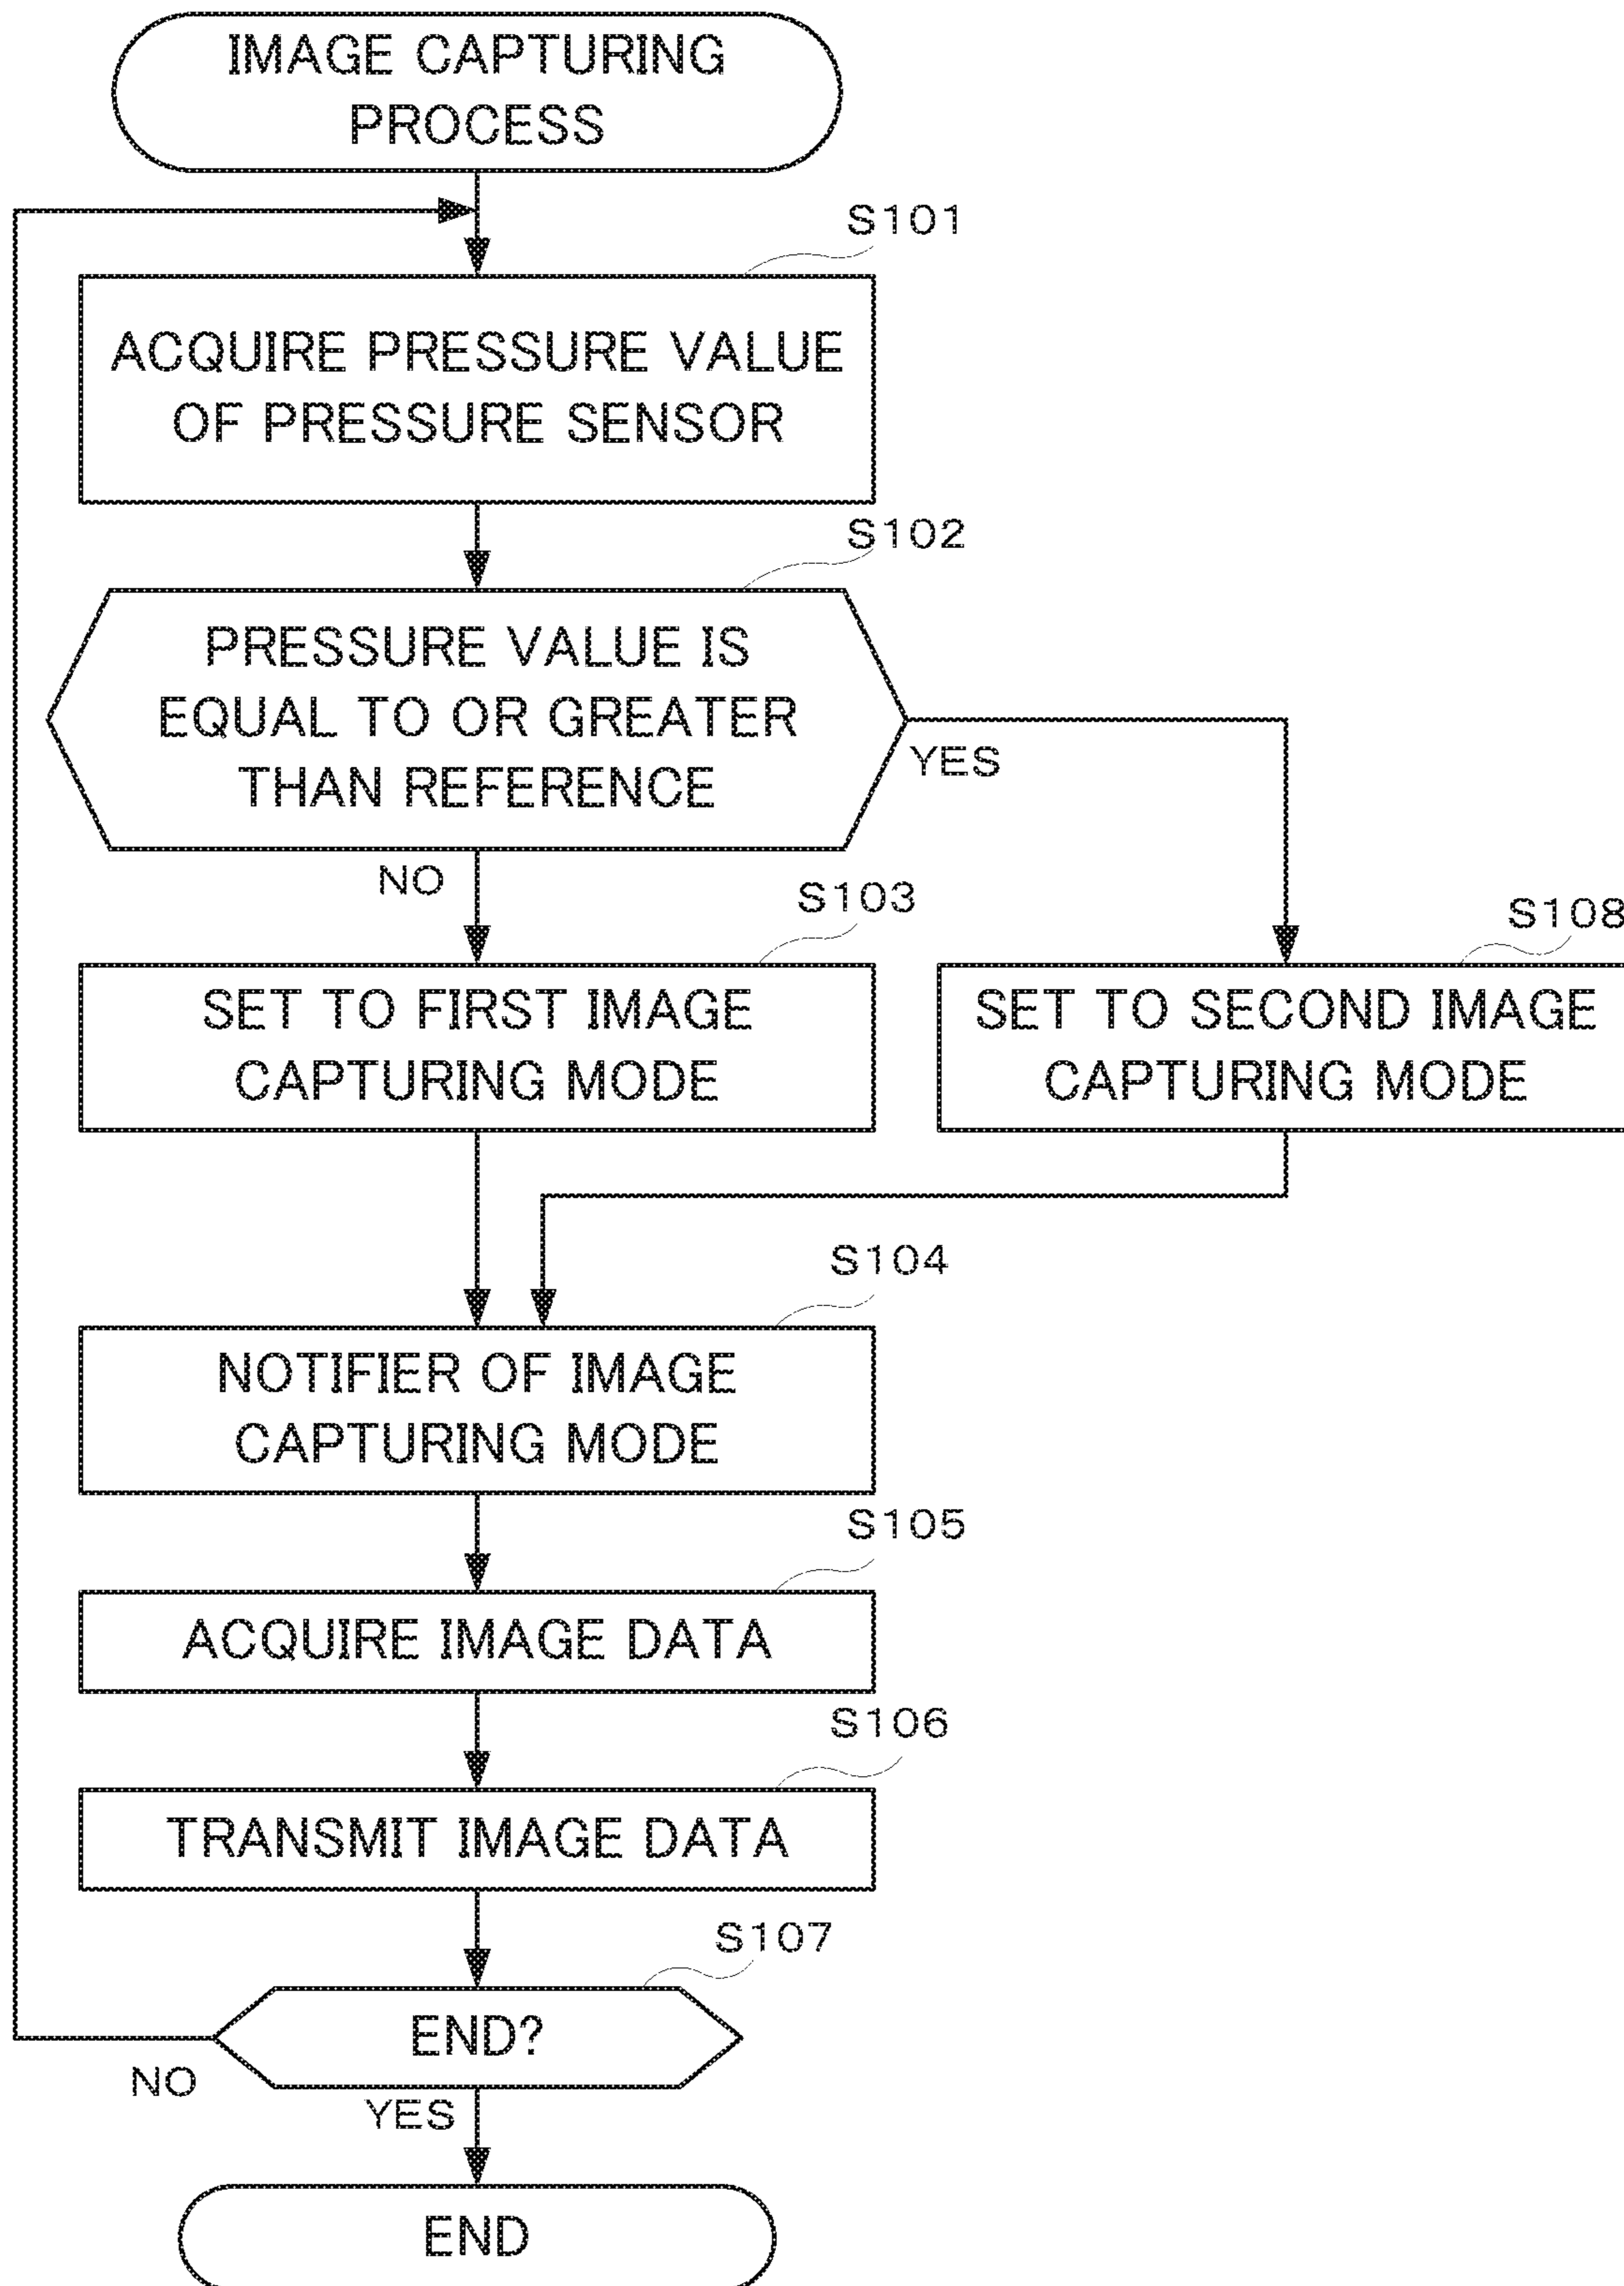 IMAGE CAPTURING
PROCESS
S101
ACQUIRE PRESSURE VALUE
OF PRESSURE SENSOR
S102
PRESSURE VALUE IS
EQUAL TO OR GREATER
THAN REFERENCE
YES
NO
S103
SET TO FIRST IMAGE
CAPTURING MODE
S108
SET TO SECOND IMAGE
CAPTURING MODE
S104
NOTIFIER OF IMAGE
CAPTURING MODE
S105
ACQUIRE IMAGE DATA
S106
TRANSMIT IMAGE DATA
S107
END?
NO
YES
END